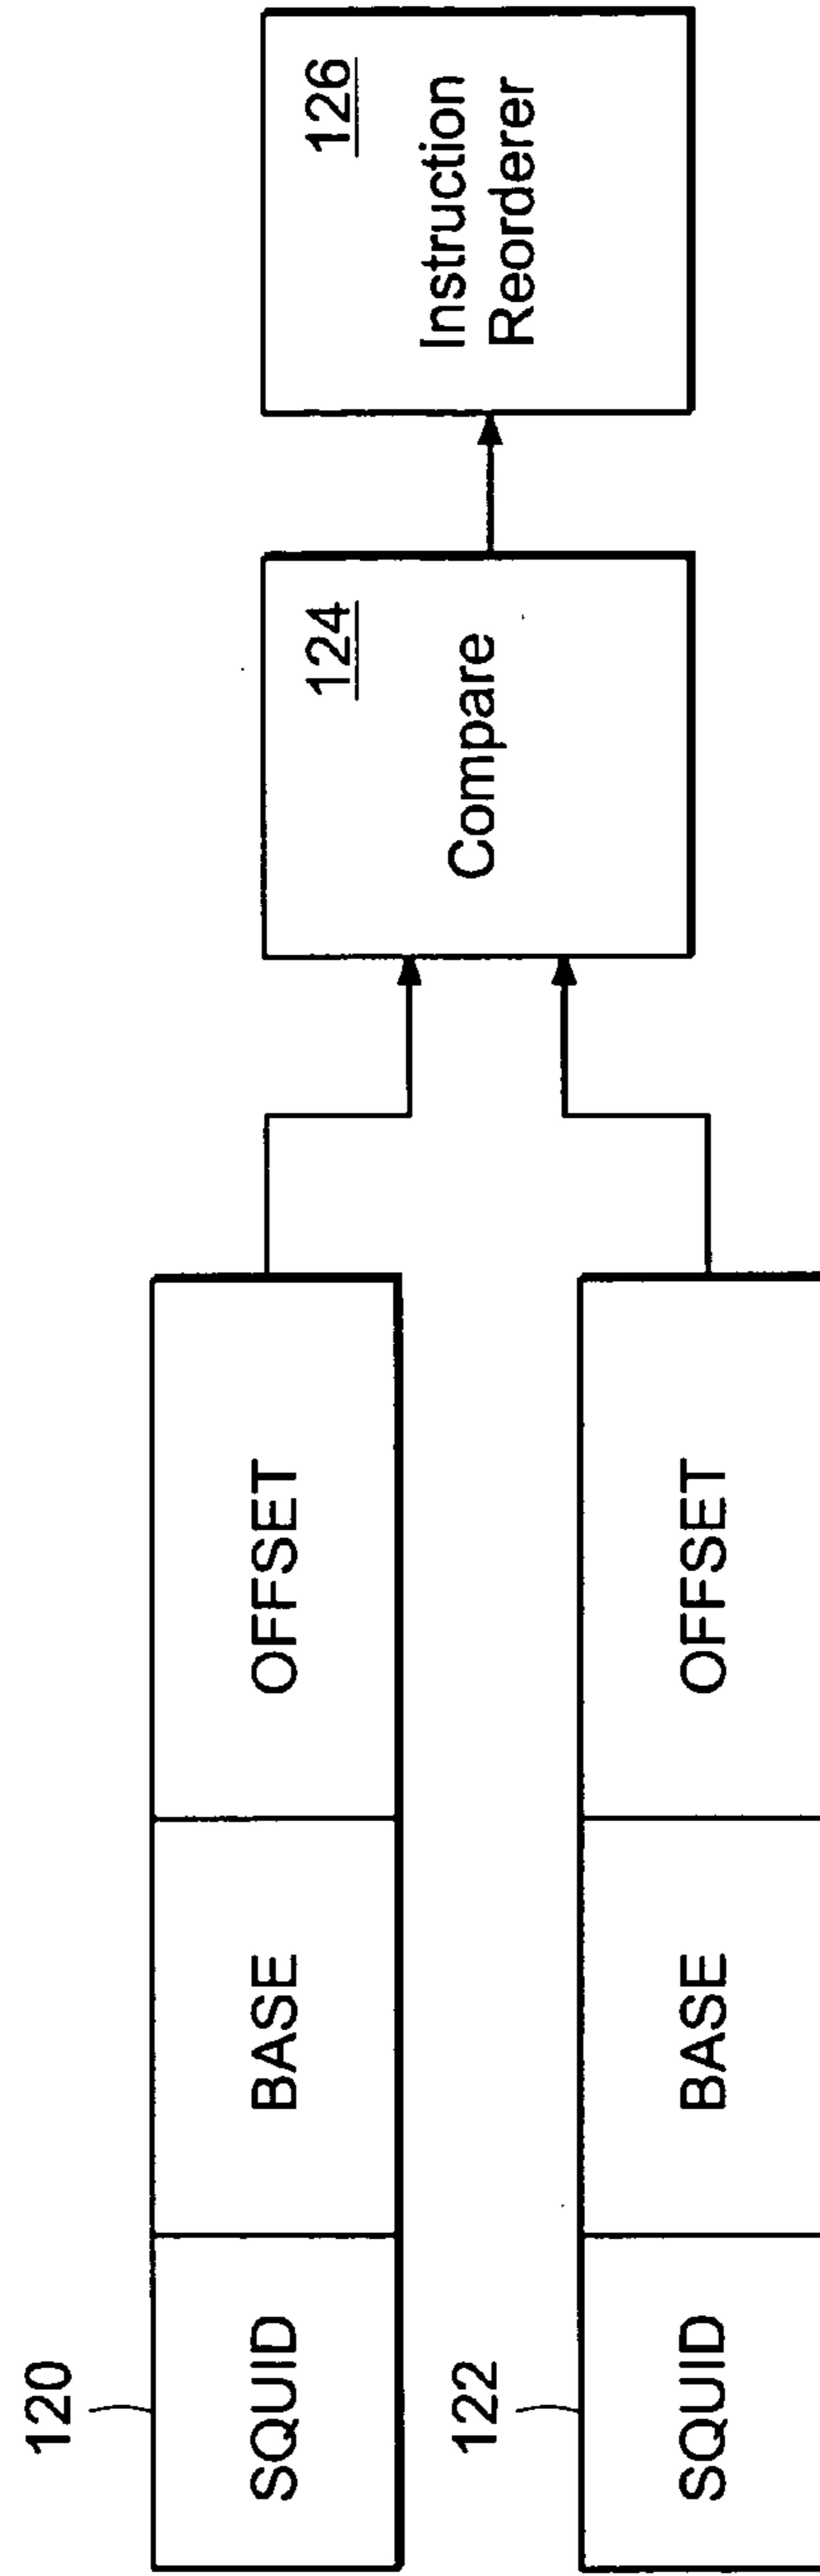 120
SQUID BASE OFFSET
122
SQUID BASE OFFSET
124
Compare
126
Instruction
Reorderer